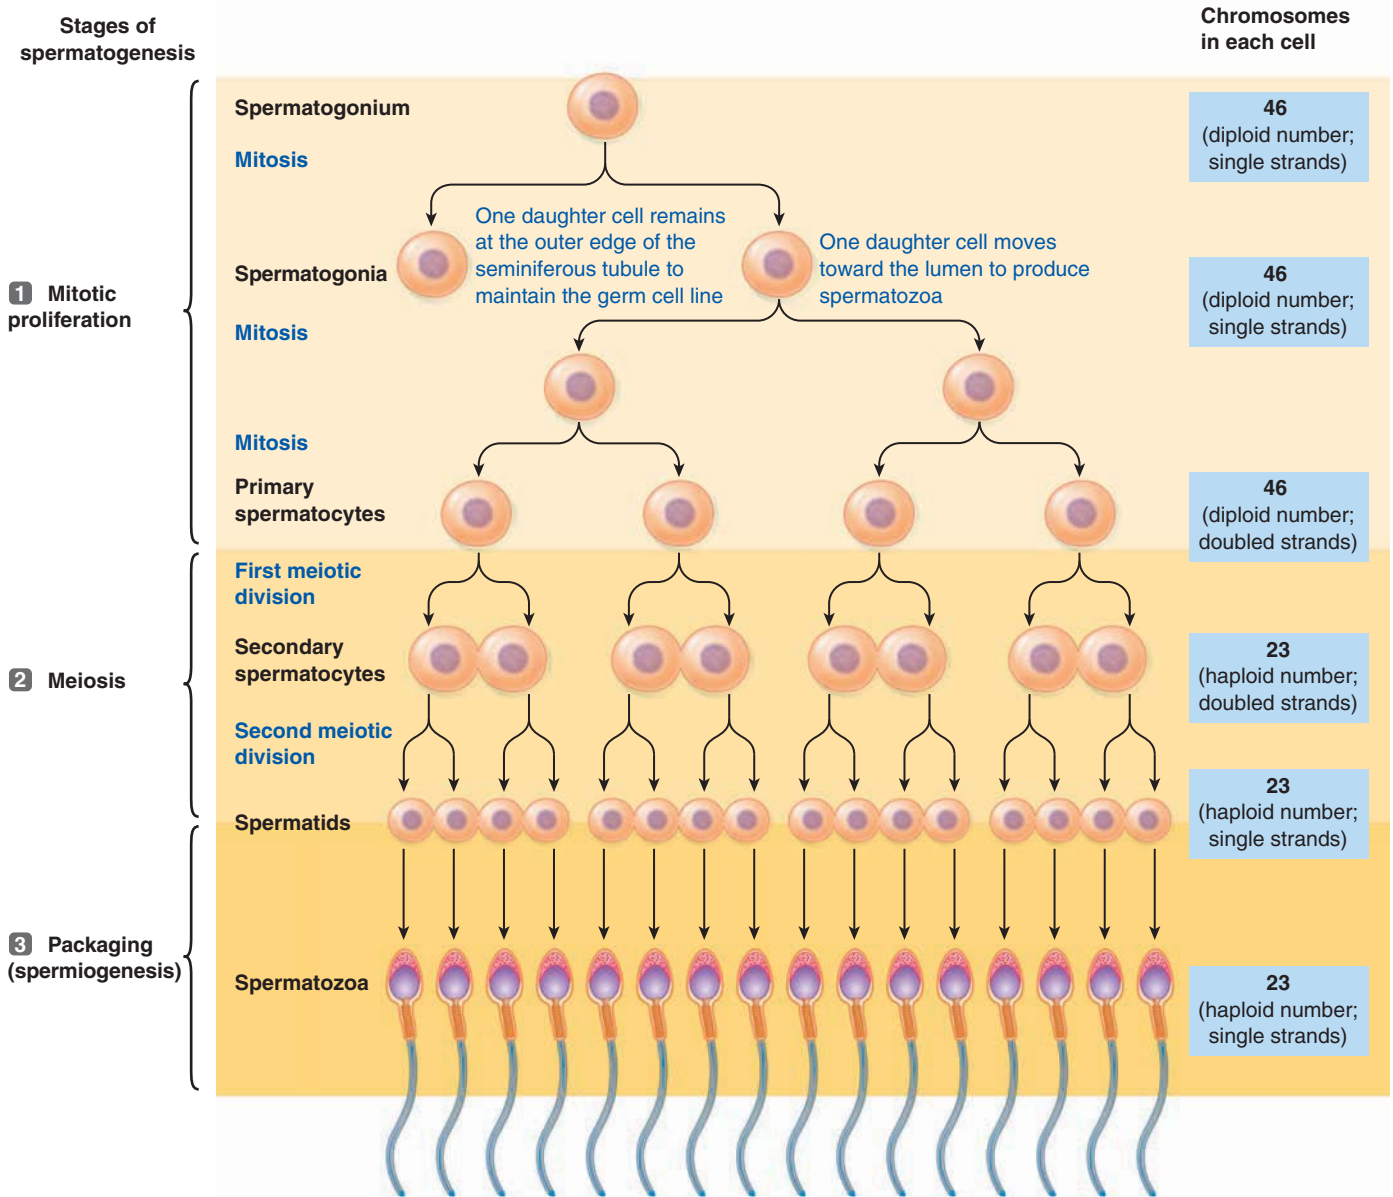 Stages of
spermatogenesis
Chromosomes
in each cell
Spermatogonium
46
(diploid number;
single strands)
Mitosis
One daughter cell remains
at the outer edge of the
seminiferous tubule to
maintain the germ cell line
One daughter cell moves
toward the lumen to produce
spermatozoa
Spermatogonia
46
(diploid number;
single strands)
1 Mitotic
proliferation
Mitosis
Mitosis
Primary
spermatocytes
46
(diploid number;
doubled strands)
First meiotic
division
Secondary
spermatocytes
23
(haploid number;
doubled strands)
2 Meiosis
Second meiotic
division
Spermatids
23
(haploid number;
single strands)
3 Packaging
(spermiogenesis)
Spermatozoa
23
(haploid number;
single strands)